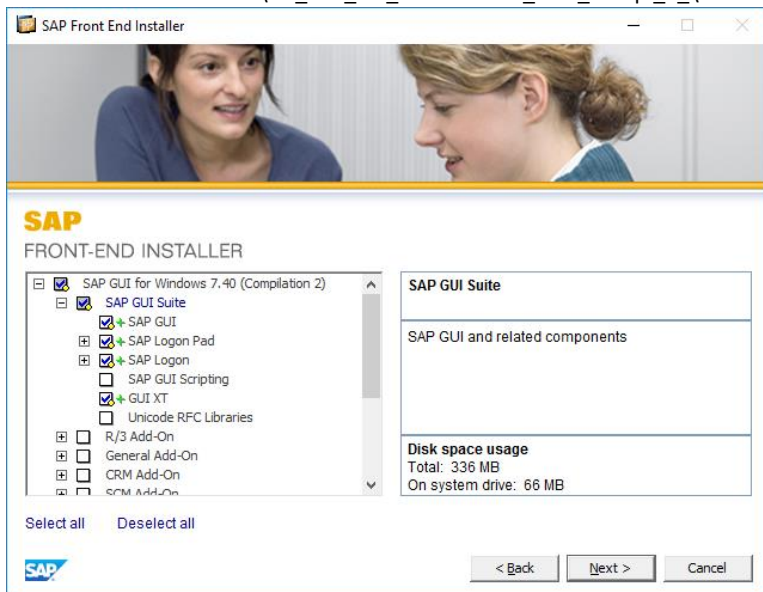 SAP Front End Installer
SAP
FRONT-END INSTALLER
SAP GUI for Windows 7.40 (Compilation 2)
SAP GUI Suite
SAP GUI
SAP Logon Pad
SAP Logon
SAP GUI Scripting
GUI XT
Unicode RFC Libraries
R/3 Add-On
General Add-On
CRM Add-On
SCM Add-On
SAP GUI Suite
SAP GUI and related components
Disk space usage
Total: 336 MB
On system drive: 66 MB
Select all Deselect all
SAP < Back Next > Cancel